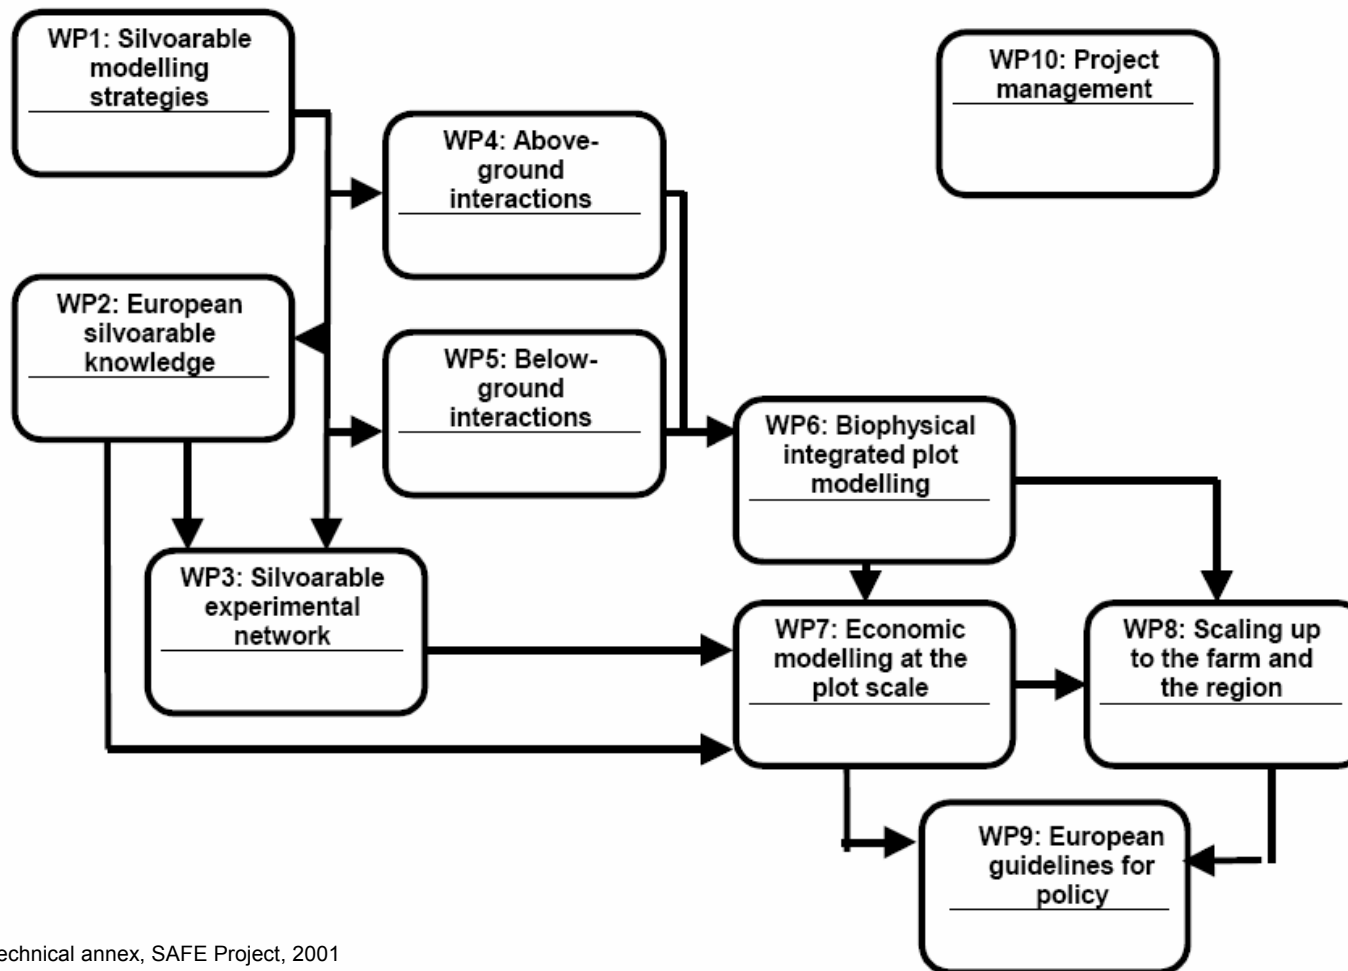 WP1: Silvoarable
modelling
strategies
WP10: Project
management
WP4: Above-
ground
interactions
WP2: European
silvoarable
knowledge
WP5: Below-
ground
interactions
WP6: Biophysical
integrated plot
modelling
WP3: Silvoarable
experimental
network
WP7: Economic
modelling at the
plot scale
WP8: Scaling up
to the farm and
the region
WP9: European
guidelines for
policy
echnical annex, SAFE Project, 2001